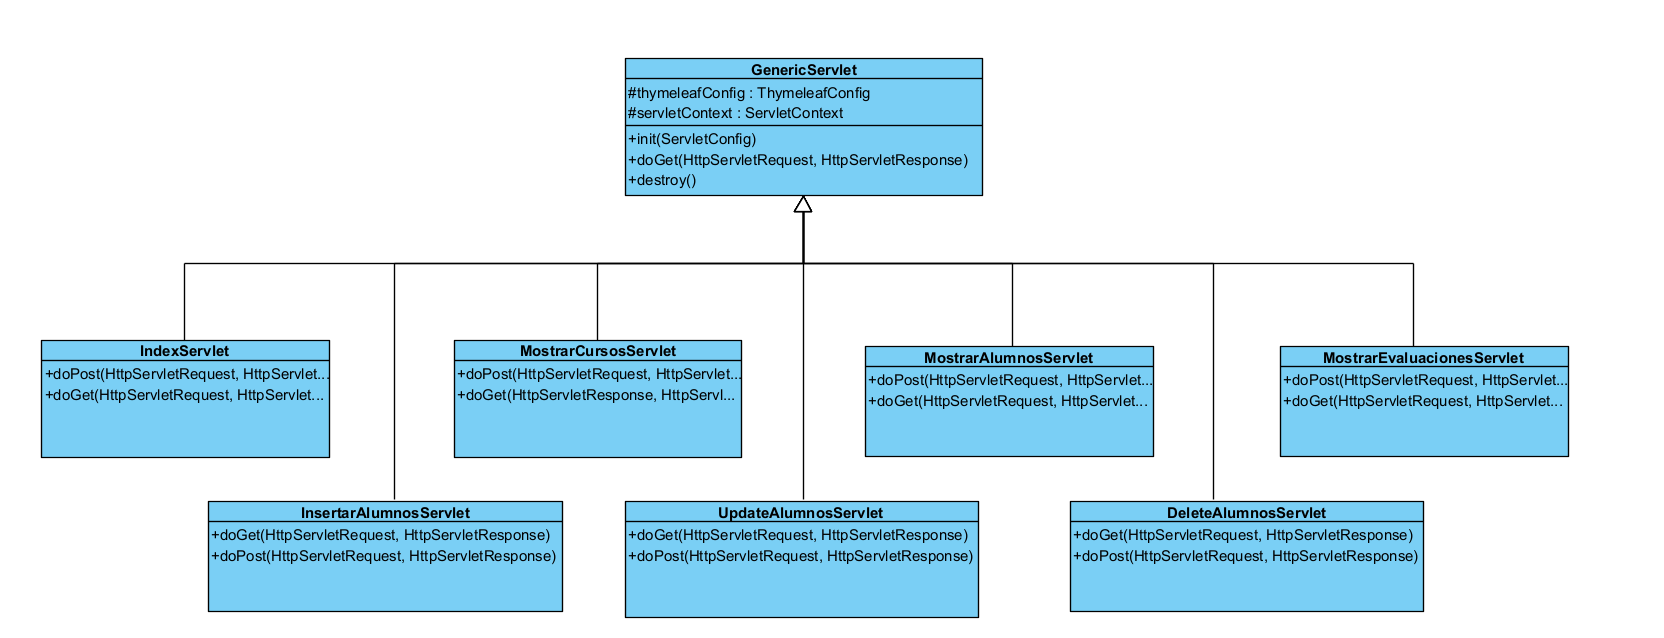 GenericServlet
#thymeleafConfig : ThymeleafConfig
#servletContext : ServletContext
+init(ServletConfig)
+doGet(HttpServletRequest, HttpServletResponse)
+destroy()
IndexServlet
+doPost(HttpServletRequest, HttpServlet...
+doGet(HttpServletRequest, HttpServlet...
MostrarCursosServlet
+doPost(HttpServletRequest, HttpServlet...
+doGet(HttpServletResponse, HttpServl...
MostrarAlumnosServlet
+doPost(HttpServletRequest, HttpServlet...
+doGet(HttpServletRequest, HttpServlet...
MostrarEvaluacionesServlet
+doPost(HttpServletRequest, HttpServlet...
+doGet(HttpServletRequest, HttpServlet...
InsertarAlumnosServlet
+doGet(HttpServletRequest, HttpServletResponse)
+doPost(HttpServletRequest, HttpServletResponse)
UpdateAlumnosServlet
+doGet(HttpServletRequest, HttpServletResponse)
+doPost(HttpServletRequest, HttpServletResponse)
DeleteAlumnosServlet
+doGet(HttpServletRequest, HttpServletResponse)
+doPost(HttpServletRequest, HttpServletResponse)